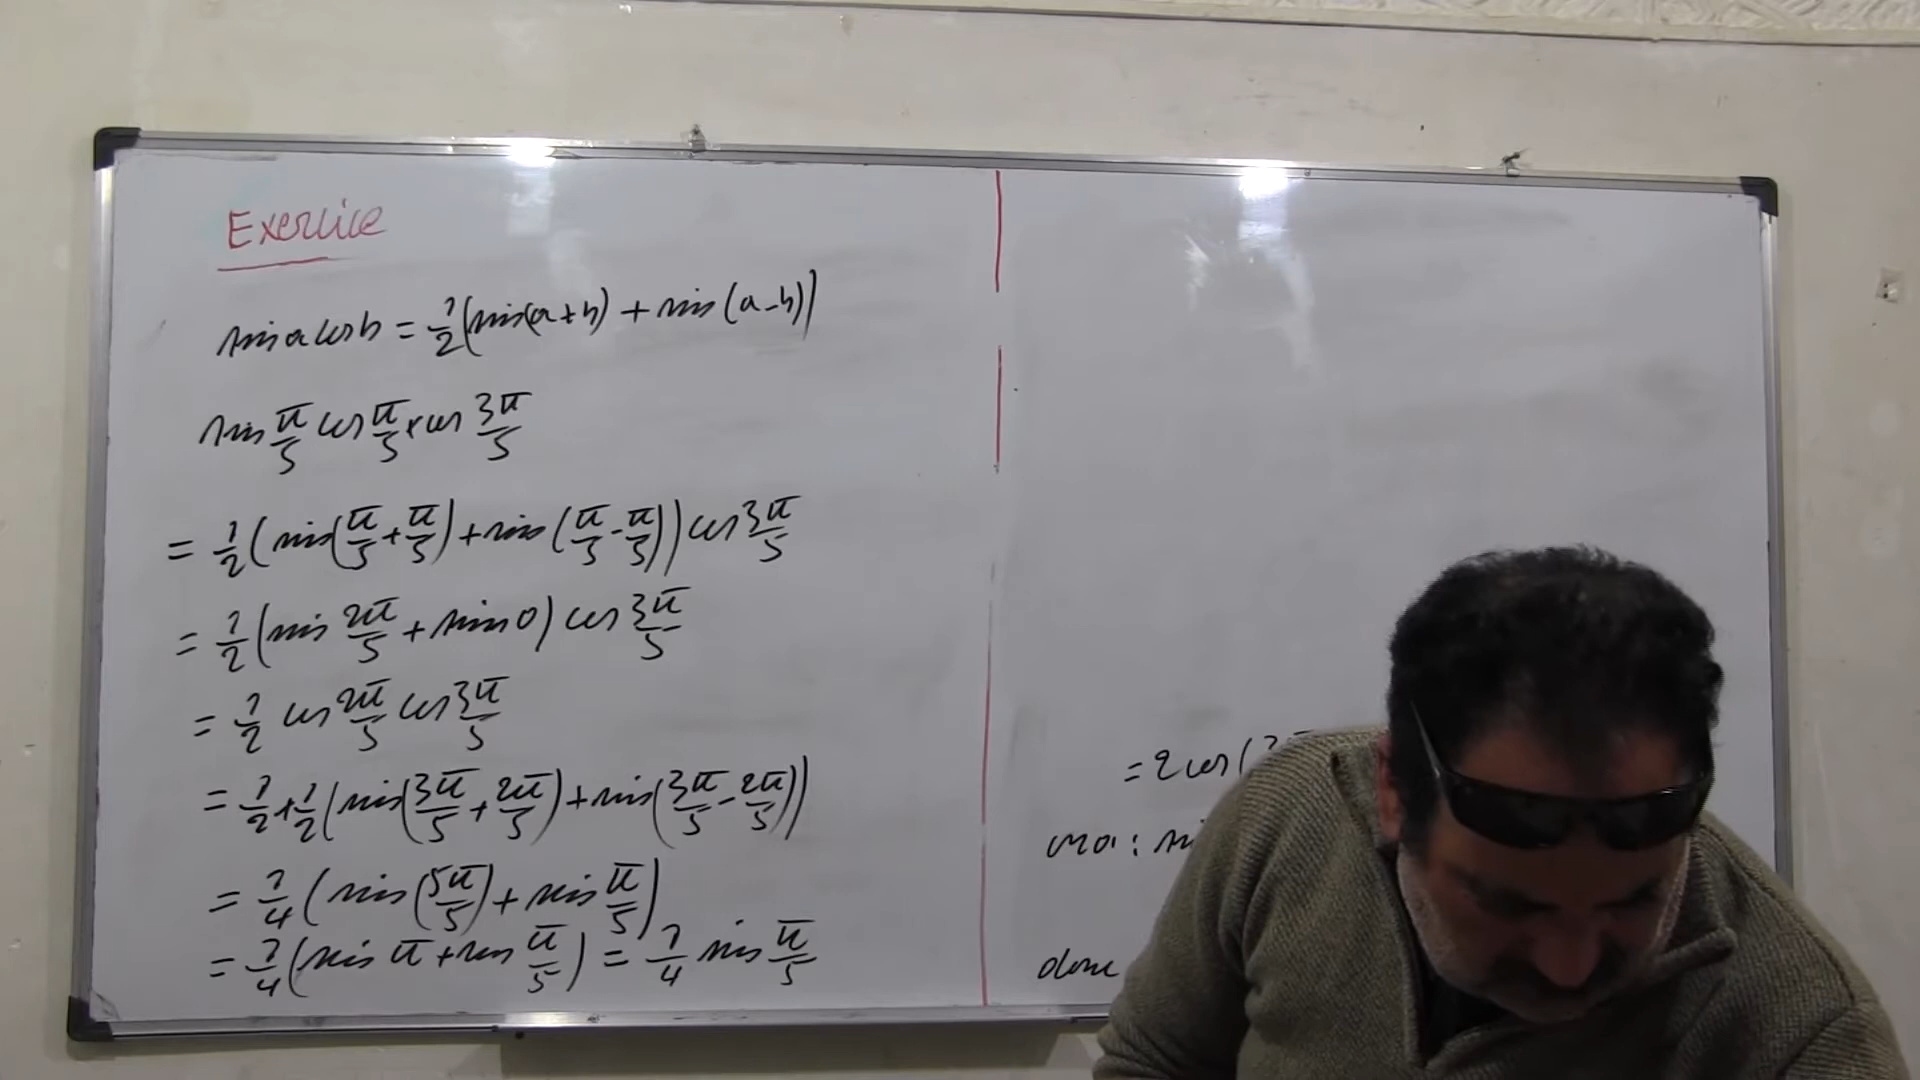 Exercice
sin a cos b = 1/2 (sin(a+b) + sin(a-b))
sin π/5 cos π/5 × cos 3π/5
= 1/2 (sin(π/5 + π/5) + sin(π/5 - π/5)) cos 3π/5
= 1/2 (sin 2π/5 + sin 0) cos 3π/5
= 1/2 cos 2π/5 cos 3π/5
= 1/2 × 1/2 (sin(3π/5 + 2π/5) + sin(3π/5 - 2π/5))
= 1/4 (sin(5π/5) + sin π/5)
= 1/4 (sin π + sin π/5) = 1/4 sin π/5
= 2 cos(
donc